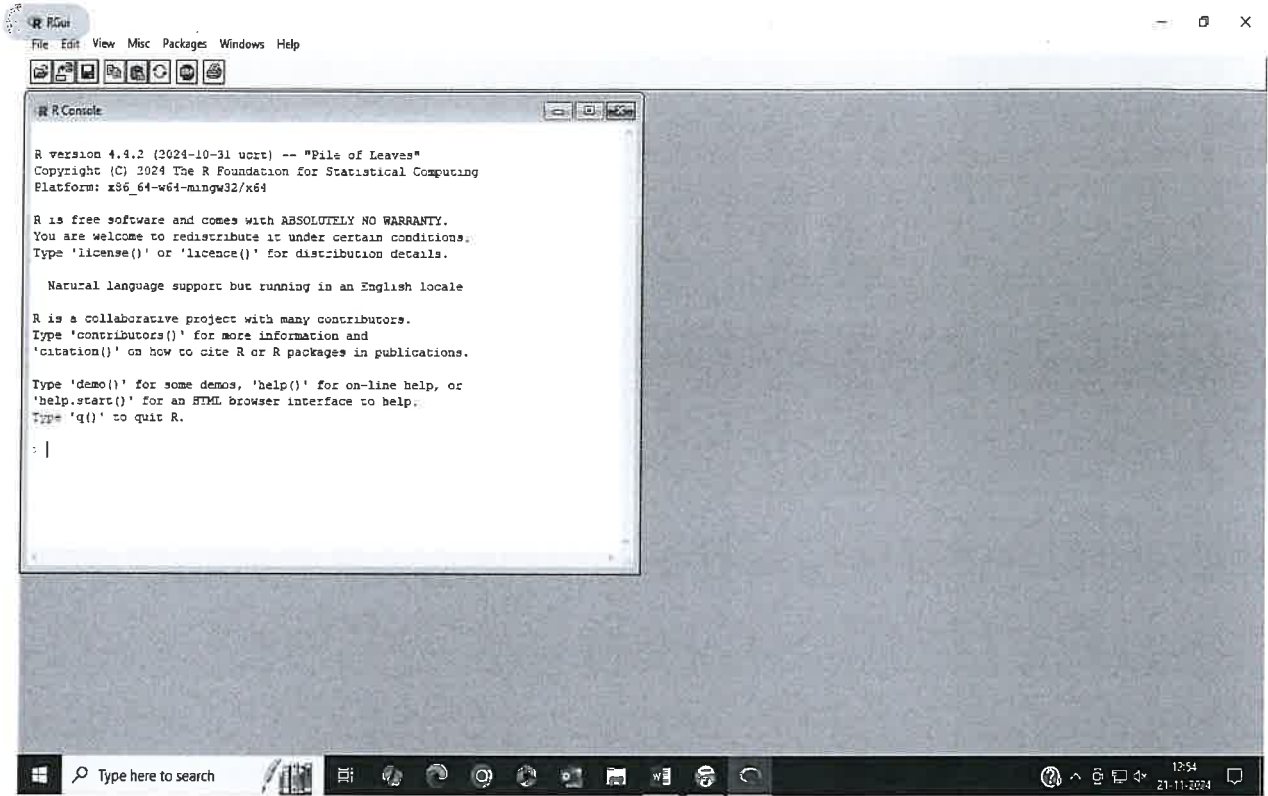 RGui
File Edit View Misc Packages Windows Help
R Console
R version 4.4.2 (2024-10-31 ucrt) -- "Pile of Leaves"
Copyright (C) 2024 The R Foundation for Statistical Computing
Platform: x86_64-w64-mingw32/x64
R is free software and comes with ABSOLUTELY NO WARRANTY.
You are welcome to redistribute it under certain conditions.
Type 'license()' or 'licence()' for distribution details.
Natural language support but running in an English locale
R is a collaborative project with many contributors.
Type 'contributors()' for more information and
'citation()' on how to cite R or R packages in publications.
Type 'demo()' for some demos, 'help()' for on-line help, or
'help.start()' for an HTML browser interface to help.
Type 'q()' to quit R.
>
Type here to search
12:54
21-11-2024